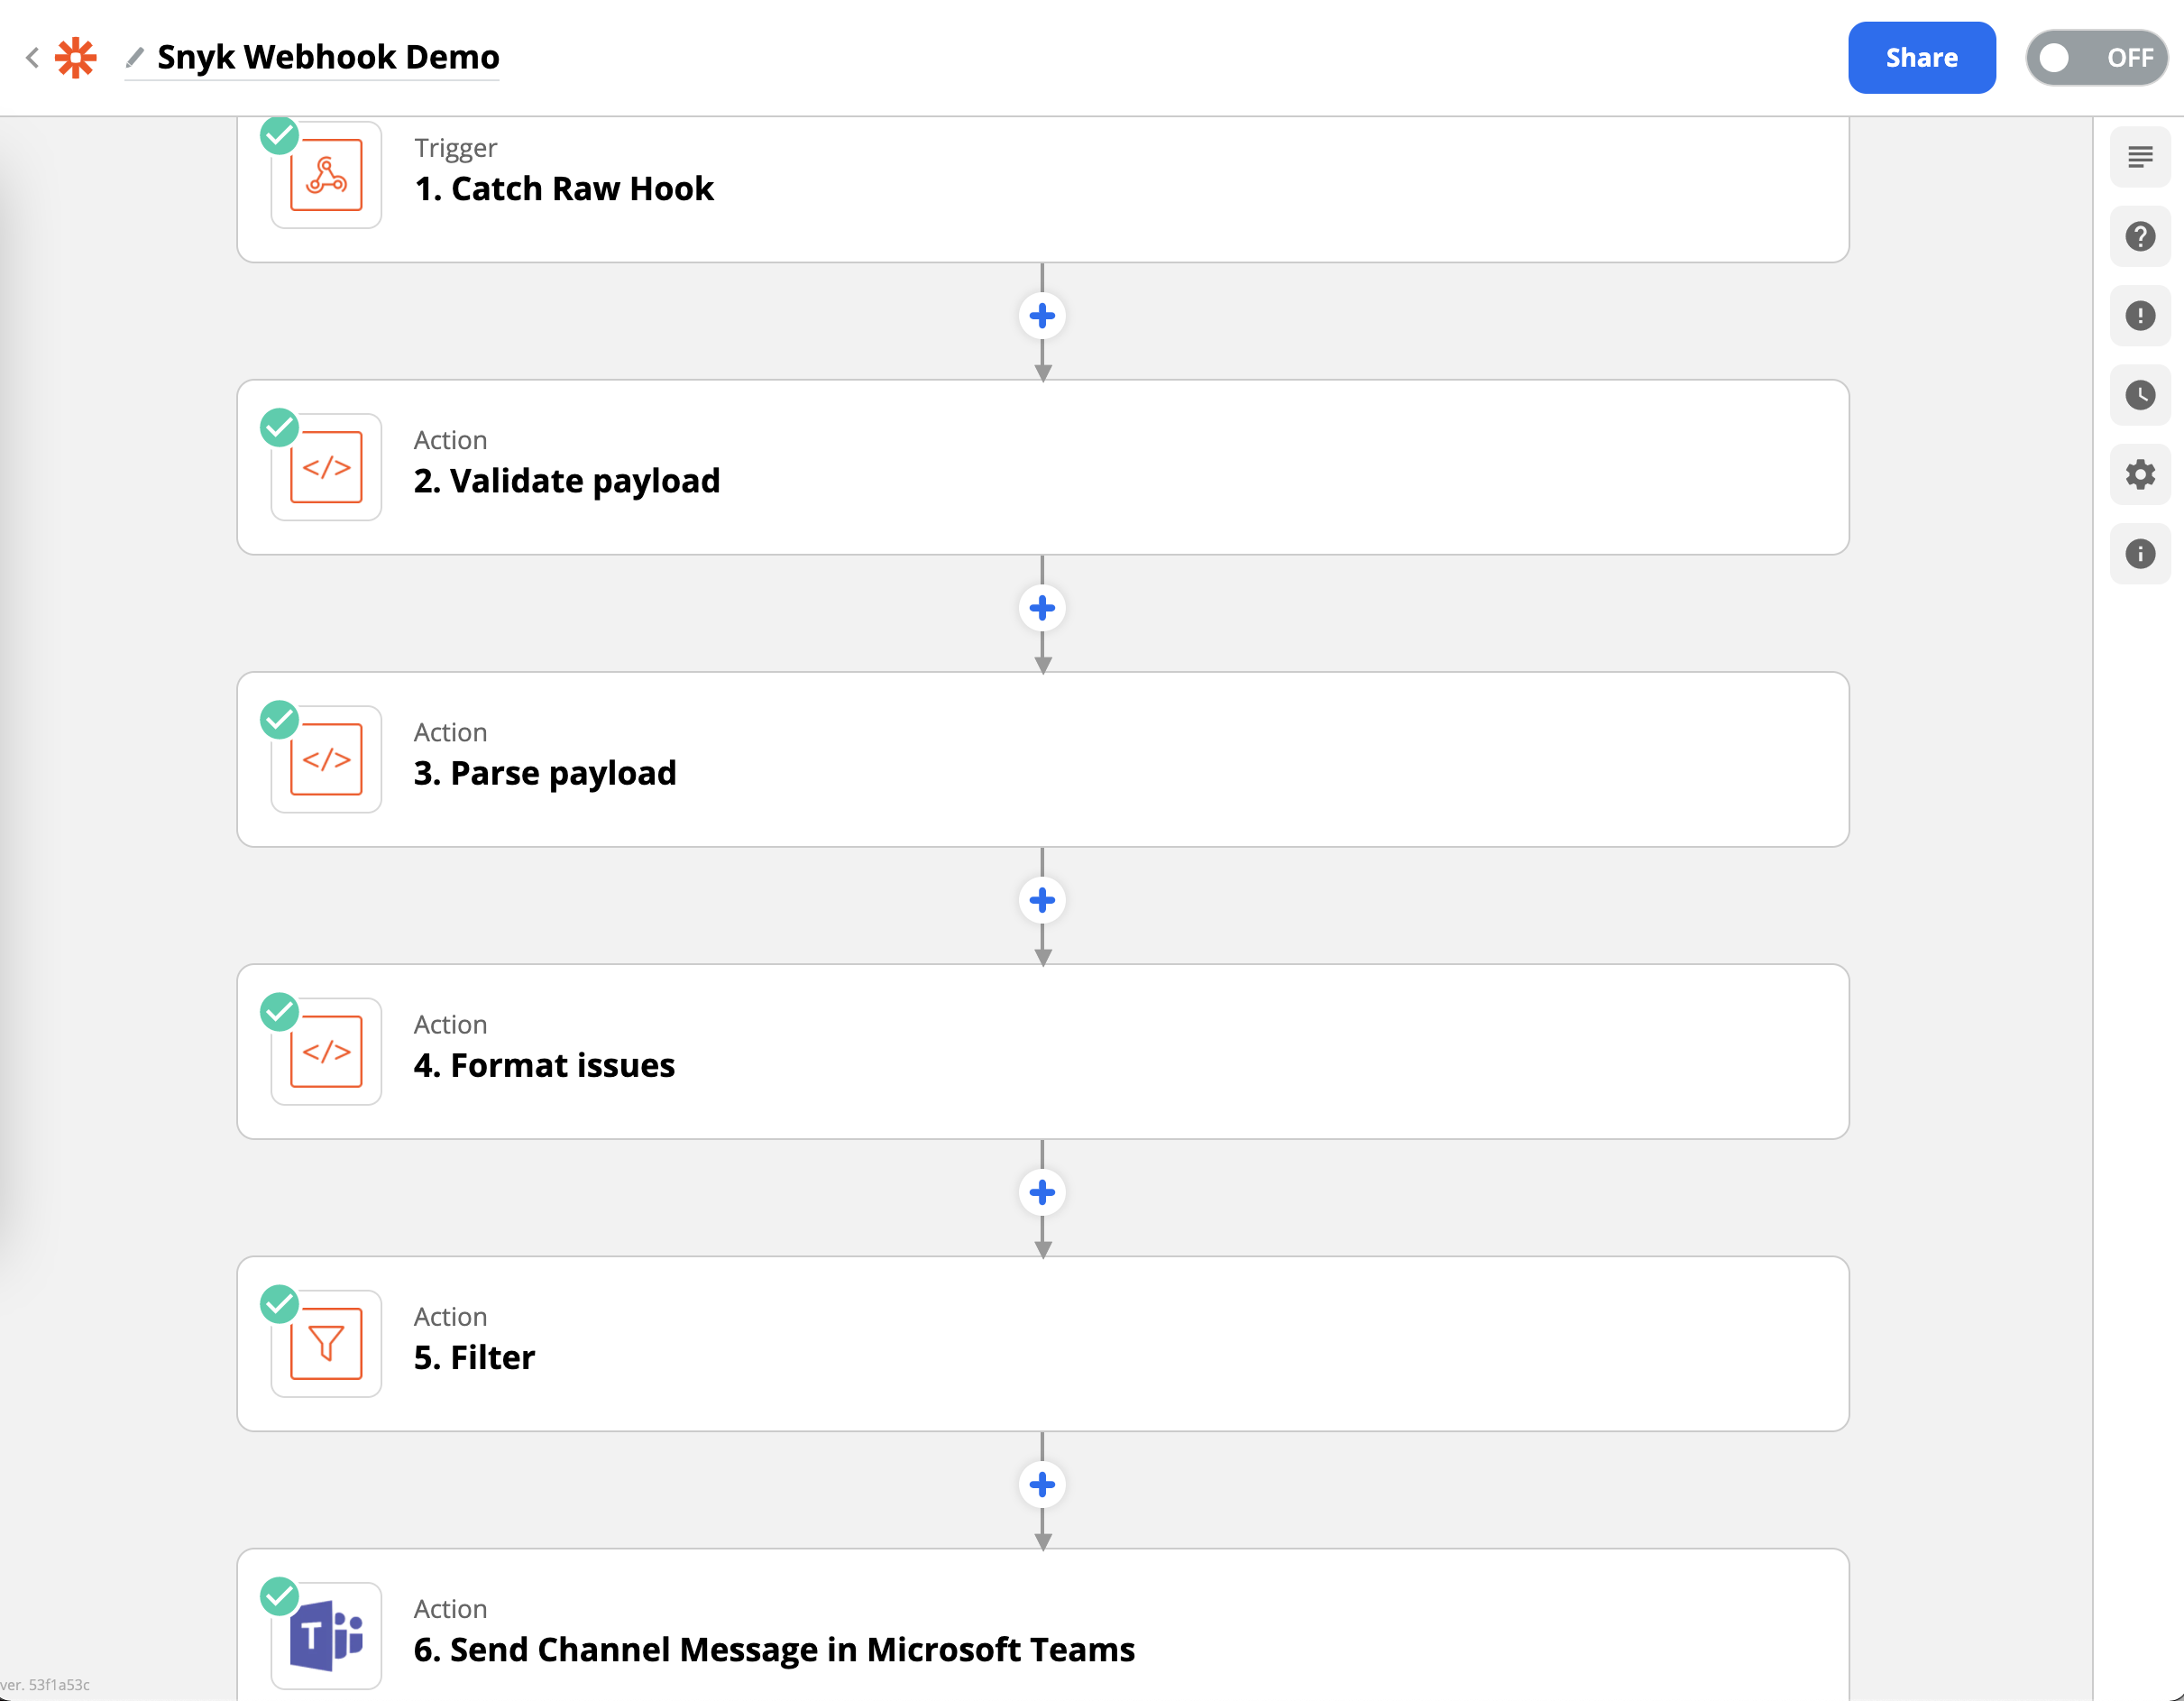 Snyk Webhook Demo
Share
OFF
Trigger
1. Catch Raw Hook
Action
2. Validate payload
</>
Action
3. Parse payload
</>
Action
4. Format issues
</>
Action
5. Filter
Action
6. Send Channel Message in Microsoft Teams
T
ver. 53f1a53c